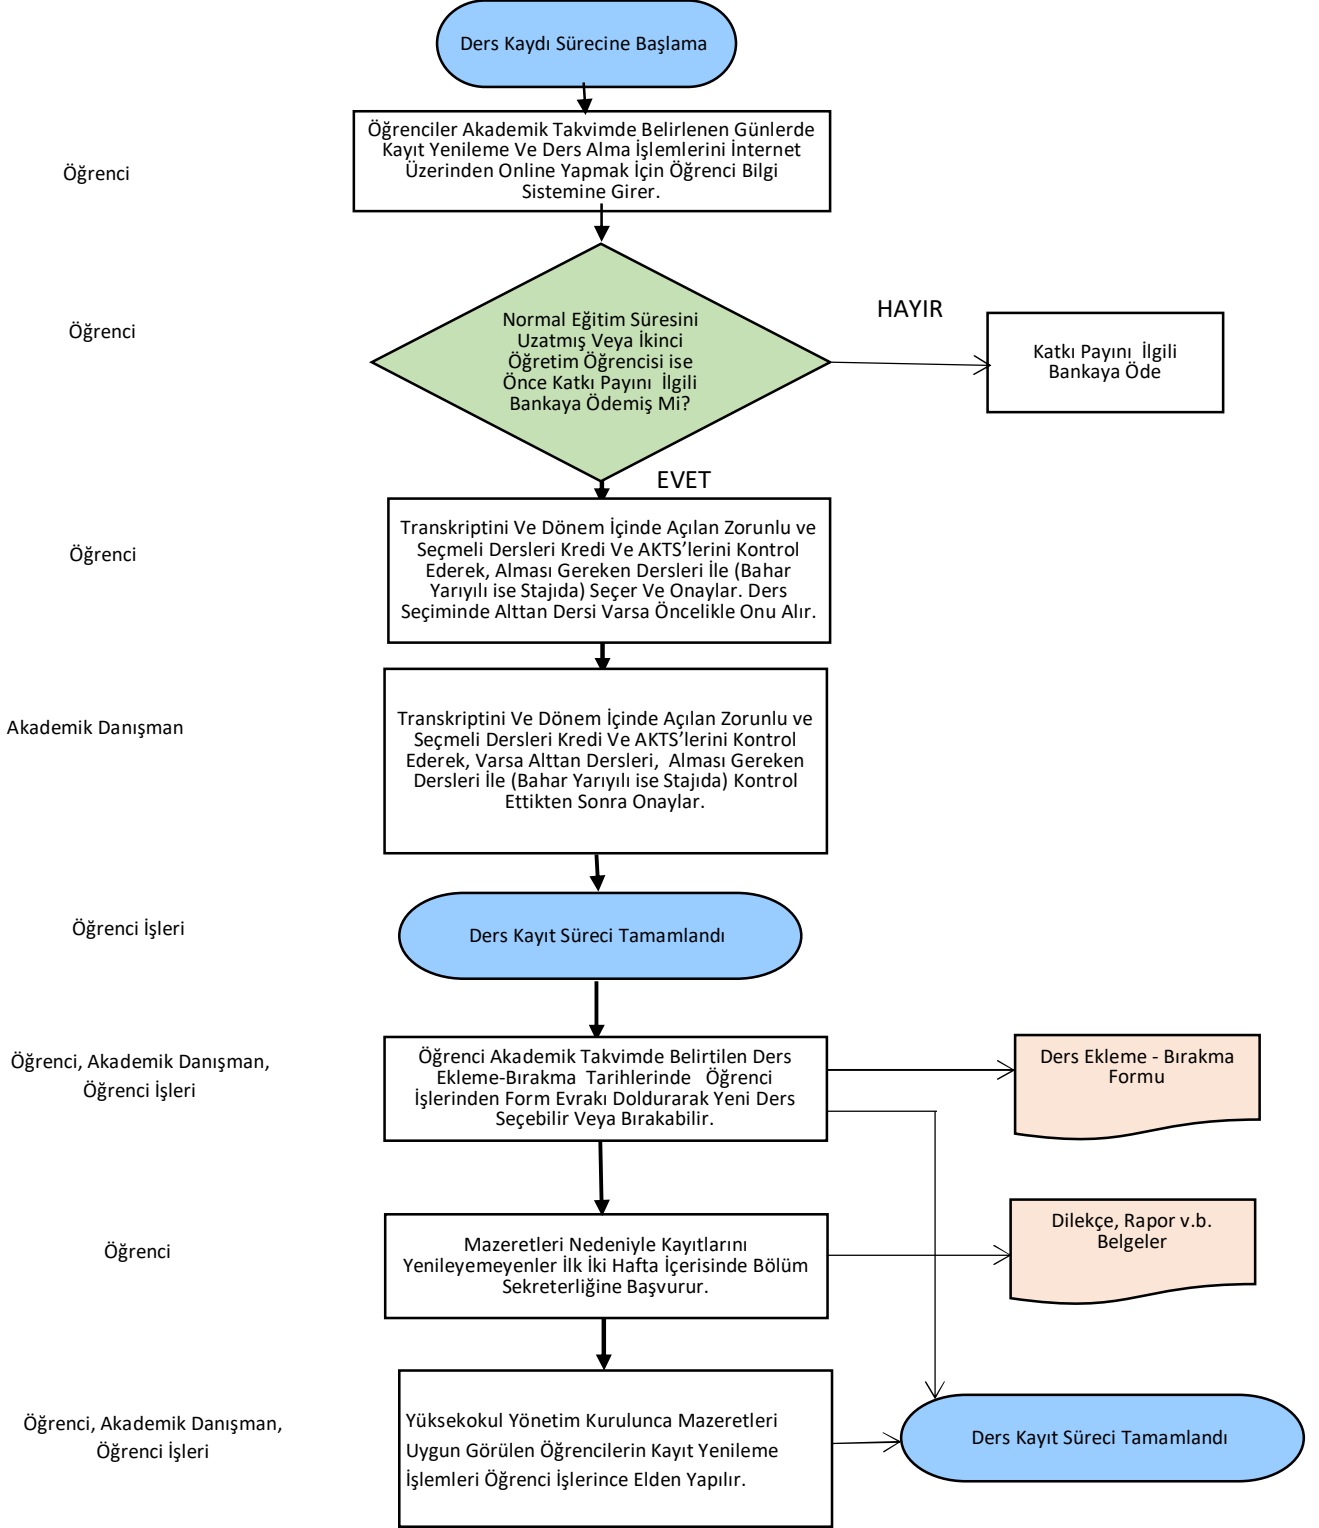 Ders Kaydı Sürecine Başlama
Öğrenci
Öğrenciler Akademik Takvimde Belirlenen Günlerde
Kayıt Yenileme Ve Ders Alma İşlemlerini İnternet
Üzerinden Online Yapmak İçin Öğrenci Bilgi
Sistemine Girer.
Öğrenci
Normal Eğitim Süresini
Uzatmış Veya İkinci
Öğretim Öğrencisi ise
Önce Katkı Payını İlgili
Bankaya Ödemiş Mi?
HAYIR
Katkı Payını İlgili
Bankaya Öde
EVET
Öğrenci
Transkriptini Ve Dönem İçinde Açılan Zorunlu ve
Seçmeli Dersleri Kredi Ve AKTS’lerini Kontrol
Ederek, Alması Gereken Dersleri İle (Bahar
Yarıyılı ise Stajıda) Seçer Ve Onaylar. Ders
Seçiminde Alttan Dersi Varsa Öncelikle Onu Alır.
Akademik Danışman
Transkriptini Ve Dönem İçinde Açılan Zorunlu ve
Seçmeli Dersleri Kredi Ve AKTS’lerini Kontrol
Ederek, Varsa Alttan Dersleri, Alması Gereken
Dersleri İle (Bahar Yarıyılı ise Stajıda) Kontrol
Ettikten Sonra Onaylar.
Öğrenci İşleri
Ders Kayıt Süreci Tamamlandı
Öğrenci, Akademik Danışman,
Öğrenci İşleri
Öğrenci Akademik Takvimde Belirtilen Ders
Ekleme-Bırakma Tarihlerinde Öğrenci
İşlerinden Form Evrakı Doldurarak Yeni Ders
Seçebilir Veya Bırakabilir.
Ders Ekleme - Bırakma
Formu
Öğrenci
Mazeretleri Nedeniyle Kayıtlarını
Yenileyemeyenler İlk İki Hafta İçerisinde Bölüm
Sekreterliğine Başvurur.
Dilekçe, Rapor v.b.
Belgeler
Öğrenci, Akademik Danışman,
Öğrenci İşleri
Yüksekokul Yönetim Kurulunca Mazeretleri
Uygun Görülen Öğrencilerin Kayıt Yenileme
İşlemleri Öğrenci İşlerince Elden Yapılır.
Ders Kayıt Süreci Tamamlandı